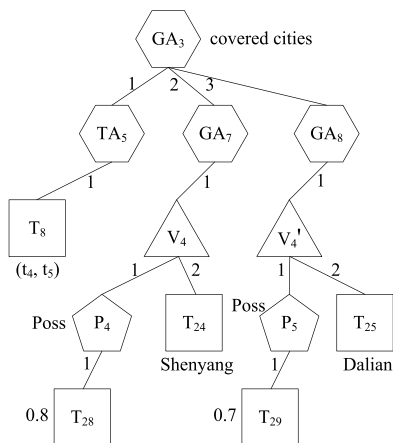 GA₃ covered cities
1 2 3
TA₅ GA₇ GA₈
1 1 1
T₈ V₄ V₄'
(t₄, t₅)
1 2 1 2
Poss P₄ T₂₄ Poss P₅ T₂₅
Shenyang Dalian
1 1
0.8 T₂₈ 0.7 T₂₉